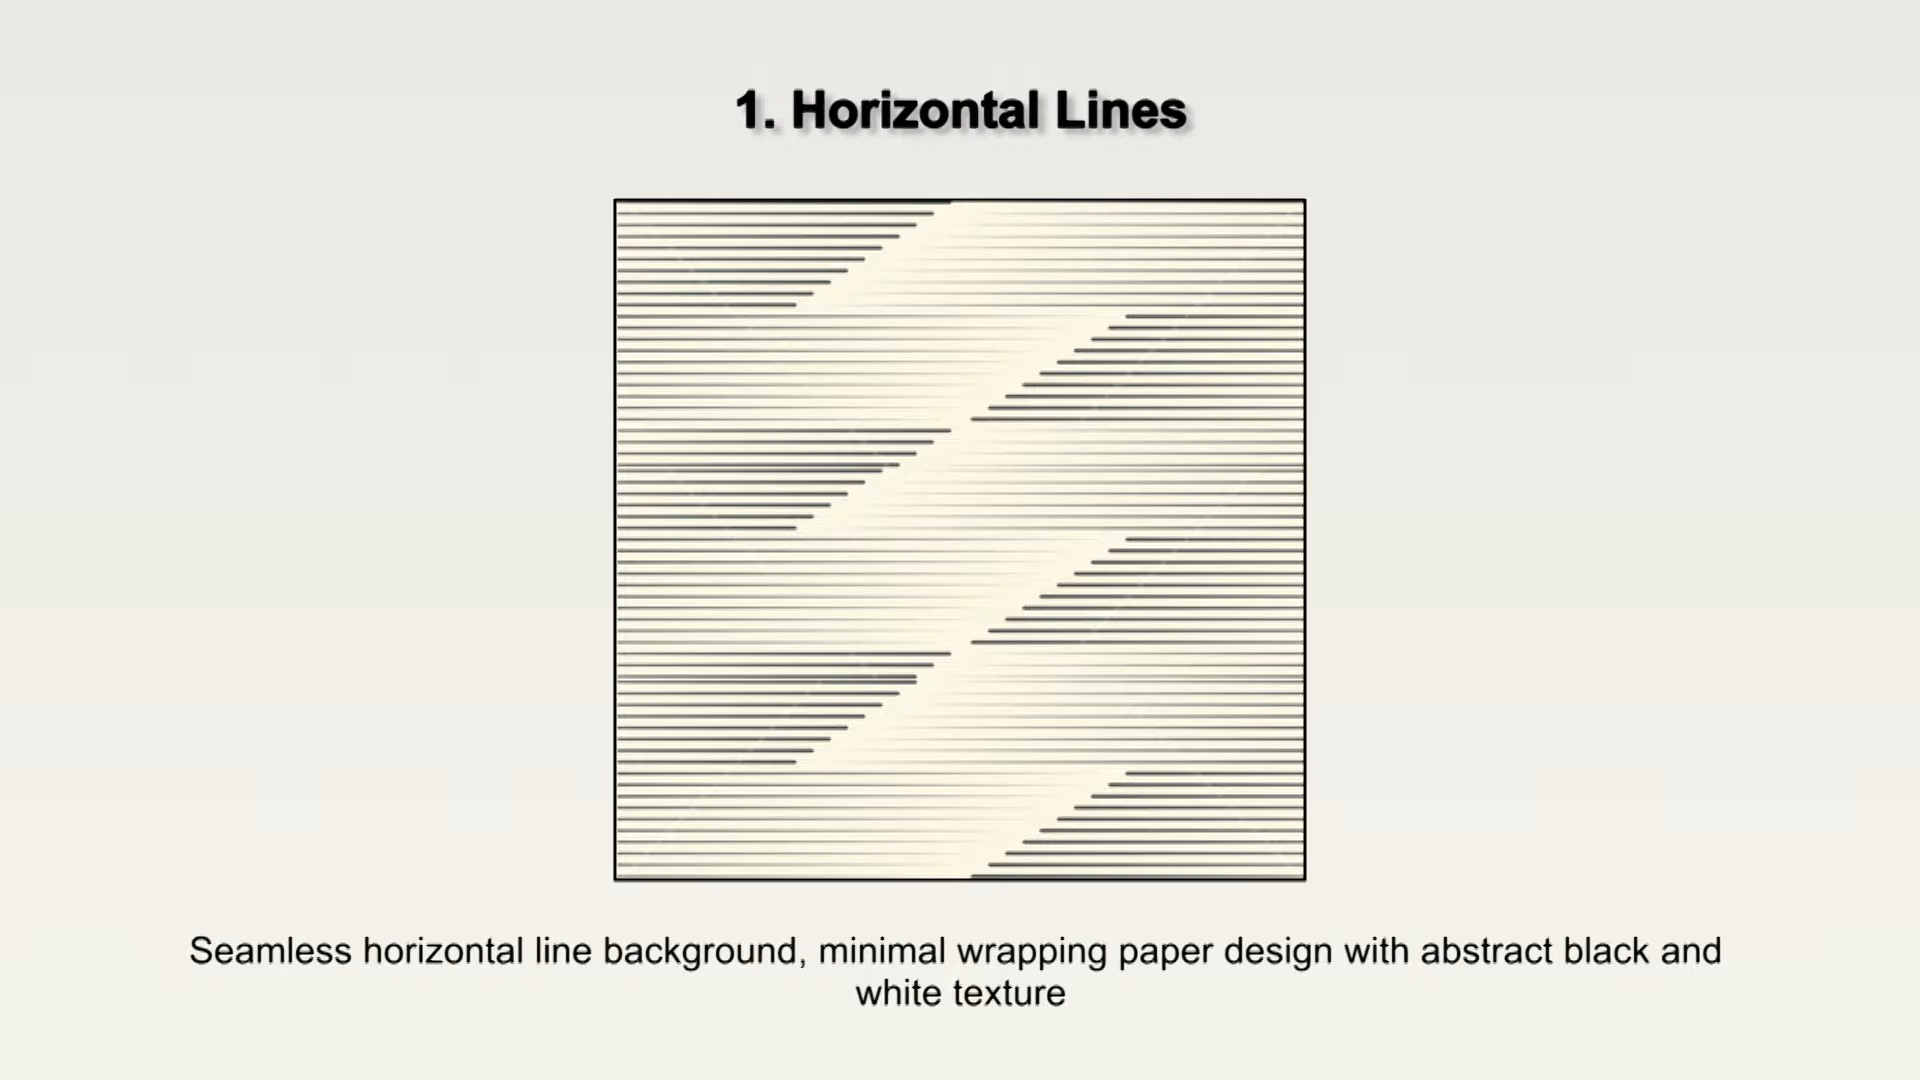 1. Horizontal Lines
Seamless horizontal line background, minimal wrapping paper design with abstract black and
white texture